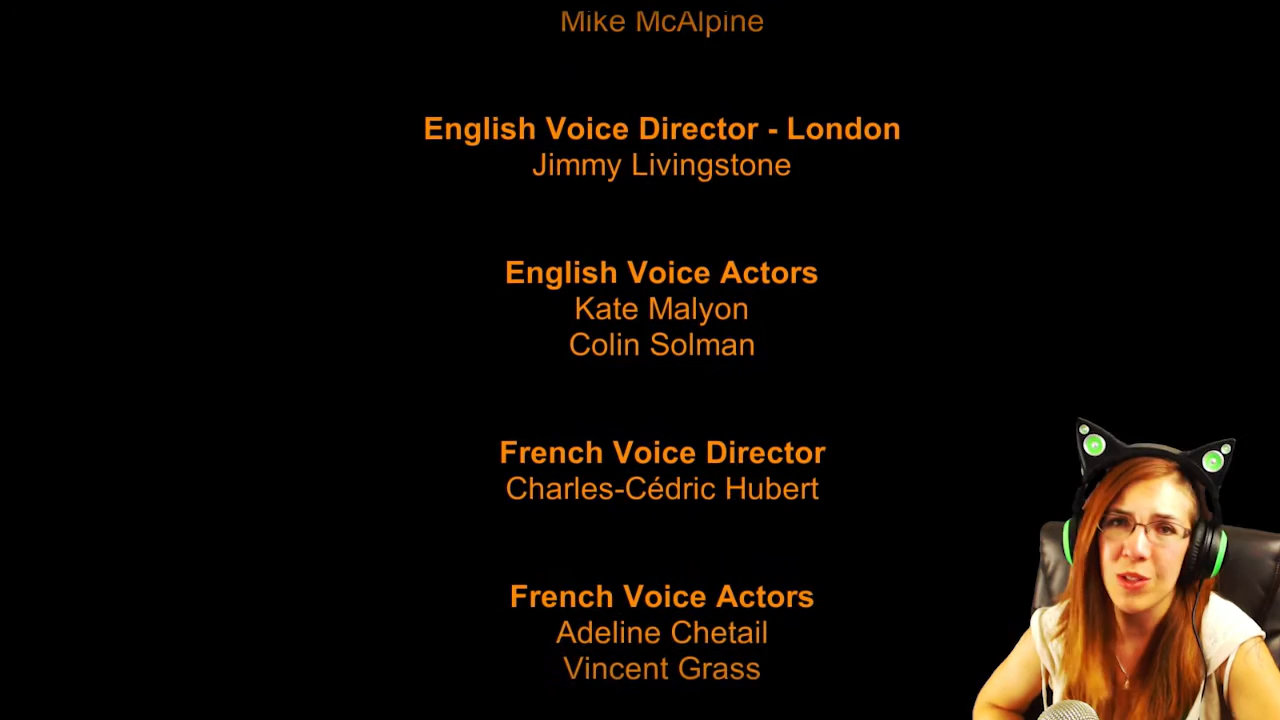 Mike McAlpine
English Voice Director - London
Jimmy Livingstone
English Voice Actors
Kate Malyon
Colin Solman
French Voice Director
Charles-Cédric Hubert
French Voice Actors
Adeline Chetail
Vincent Grass